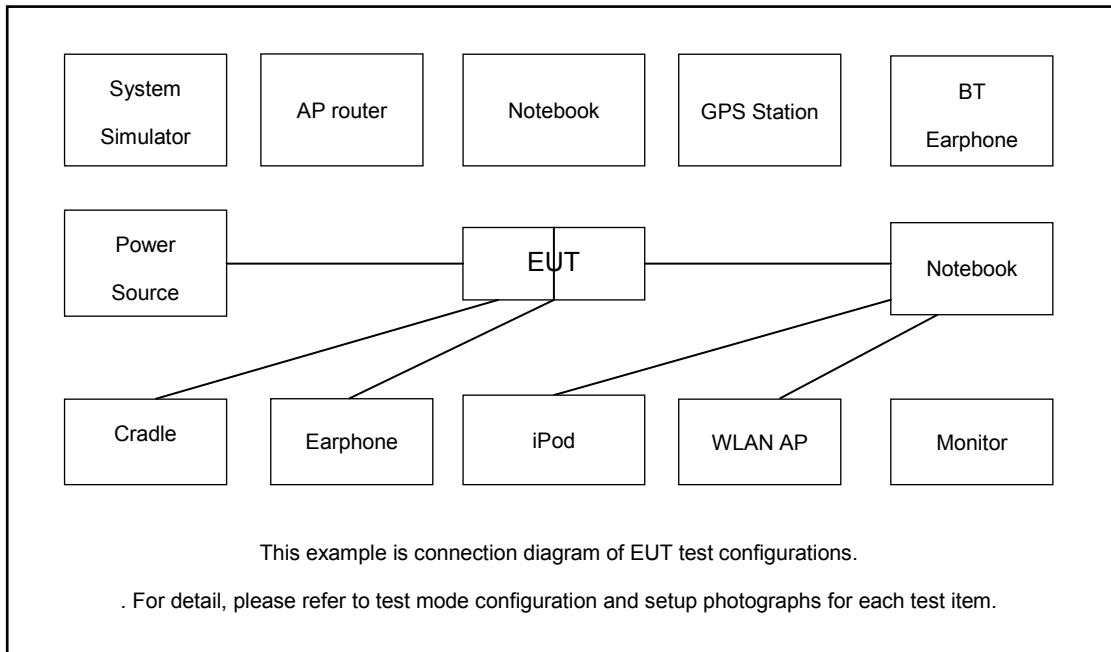 System
Simulator
AP router
Notebook
GPS Station
BT
Earphone
Power
Source
EUT
Notebook
Cradle
Earphone
iPod
WLAN AP
Monitor
This example is connection diagram of EUT test configurations.
. For detail, please refer to test mode configuration and setup photographs for each test item.